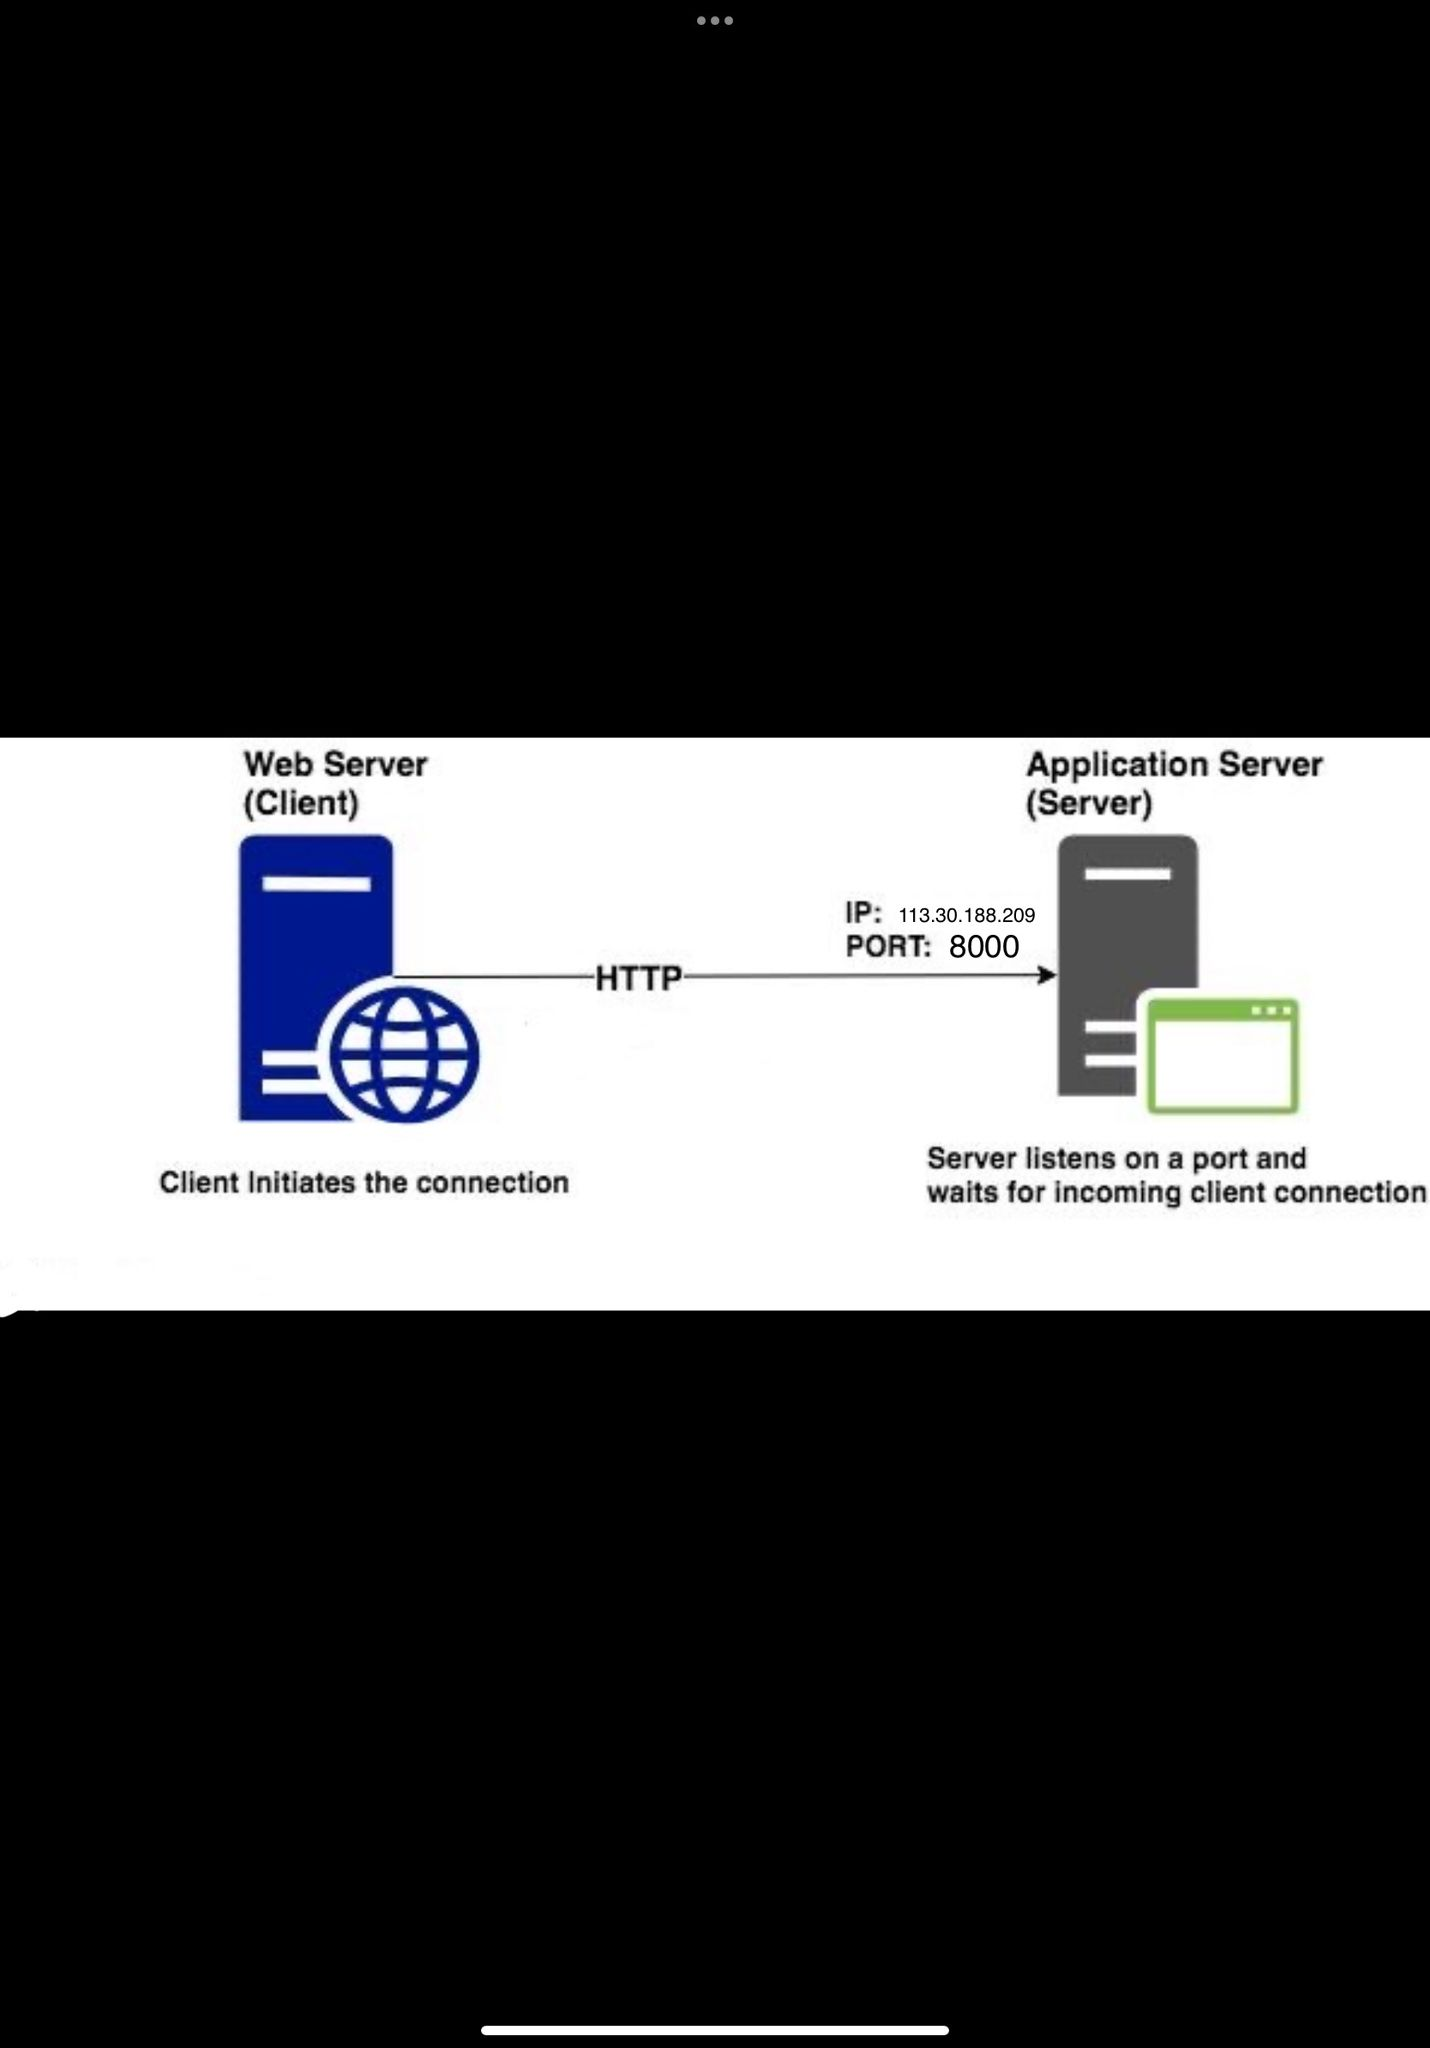 Web Server
(Client)
Application Server
(Server)
IP: 113.30.188.209
PORT: 8000
HTTP
Client Initiates the connection
Server listens on a port and
waits for incoming client connection